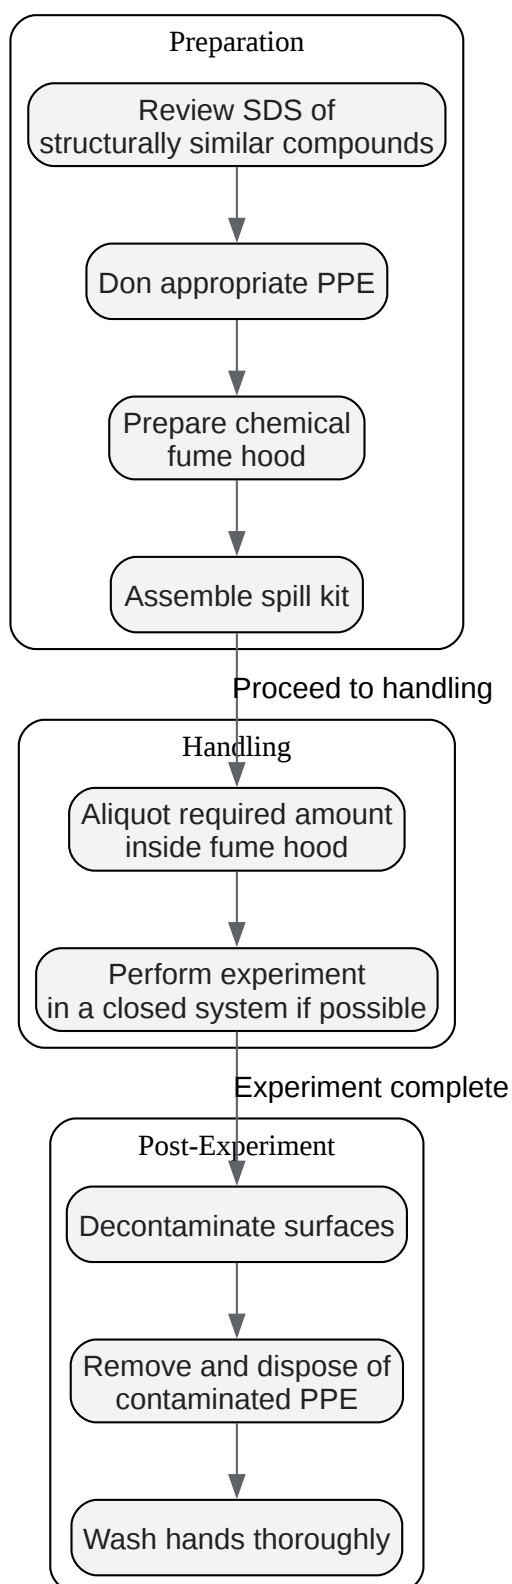 Preparation
Review SDS of
structurally similar compounds
Don appropriate PPE
Prepare chemical
fume hood
Assemble spill kit
Proceed to handling
Handling
Aliquot required amount
inside fume hood
Perform experiment
in a closed system if possible
Experiment complete
Post-Experiment
Decontaminate surfaces
Remove and dispose of
contaminated PPE
Wash hands thoroughly